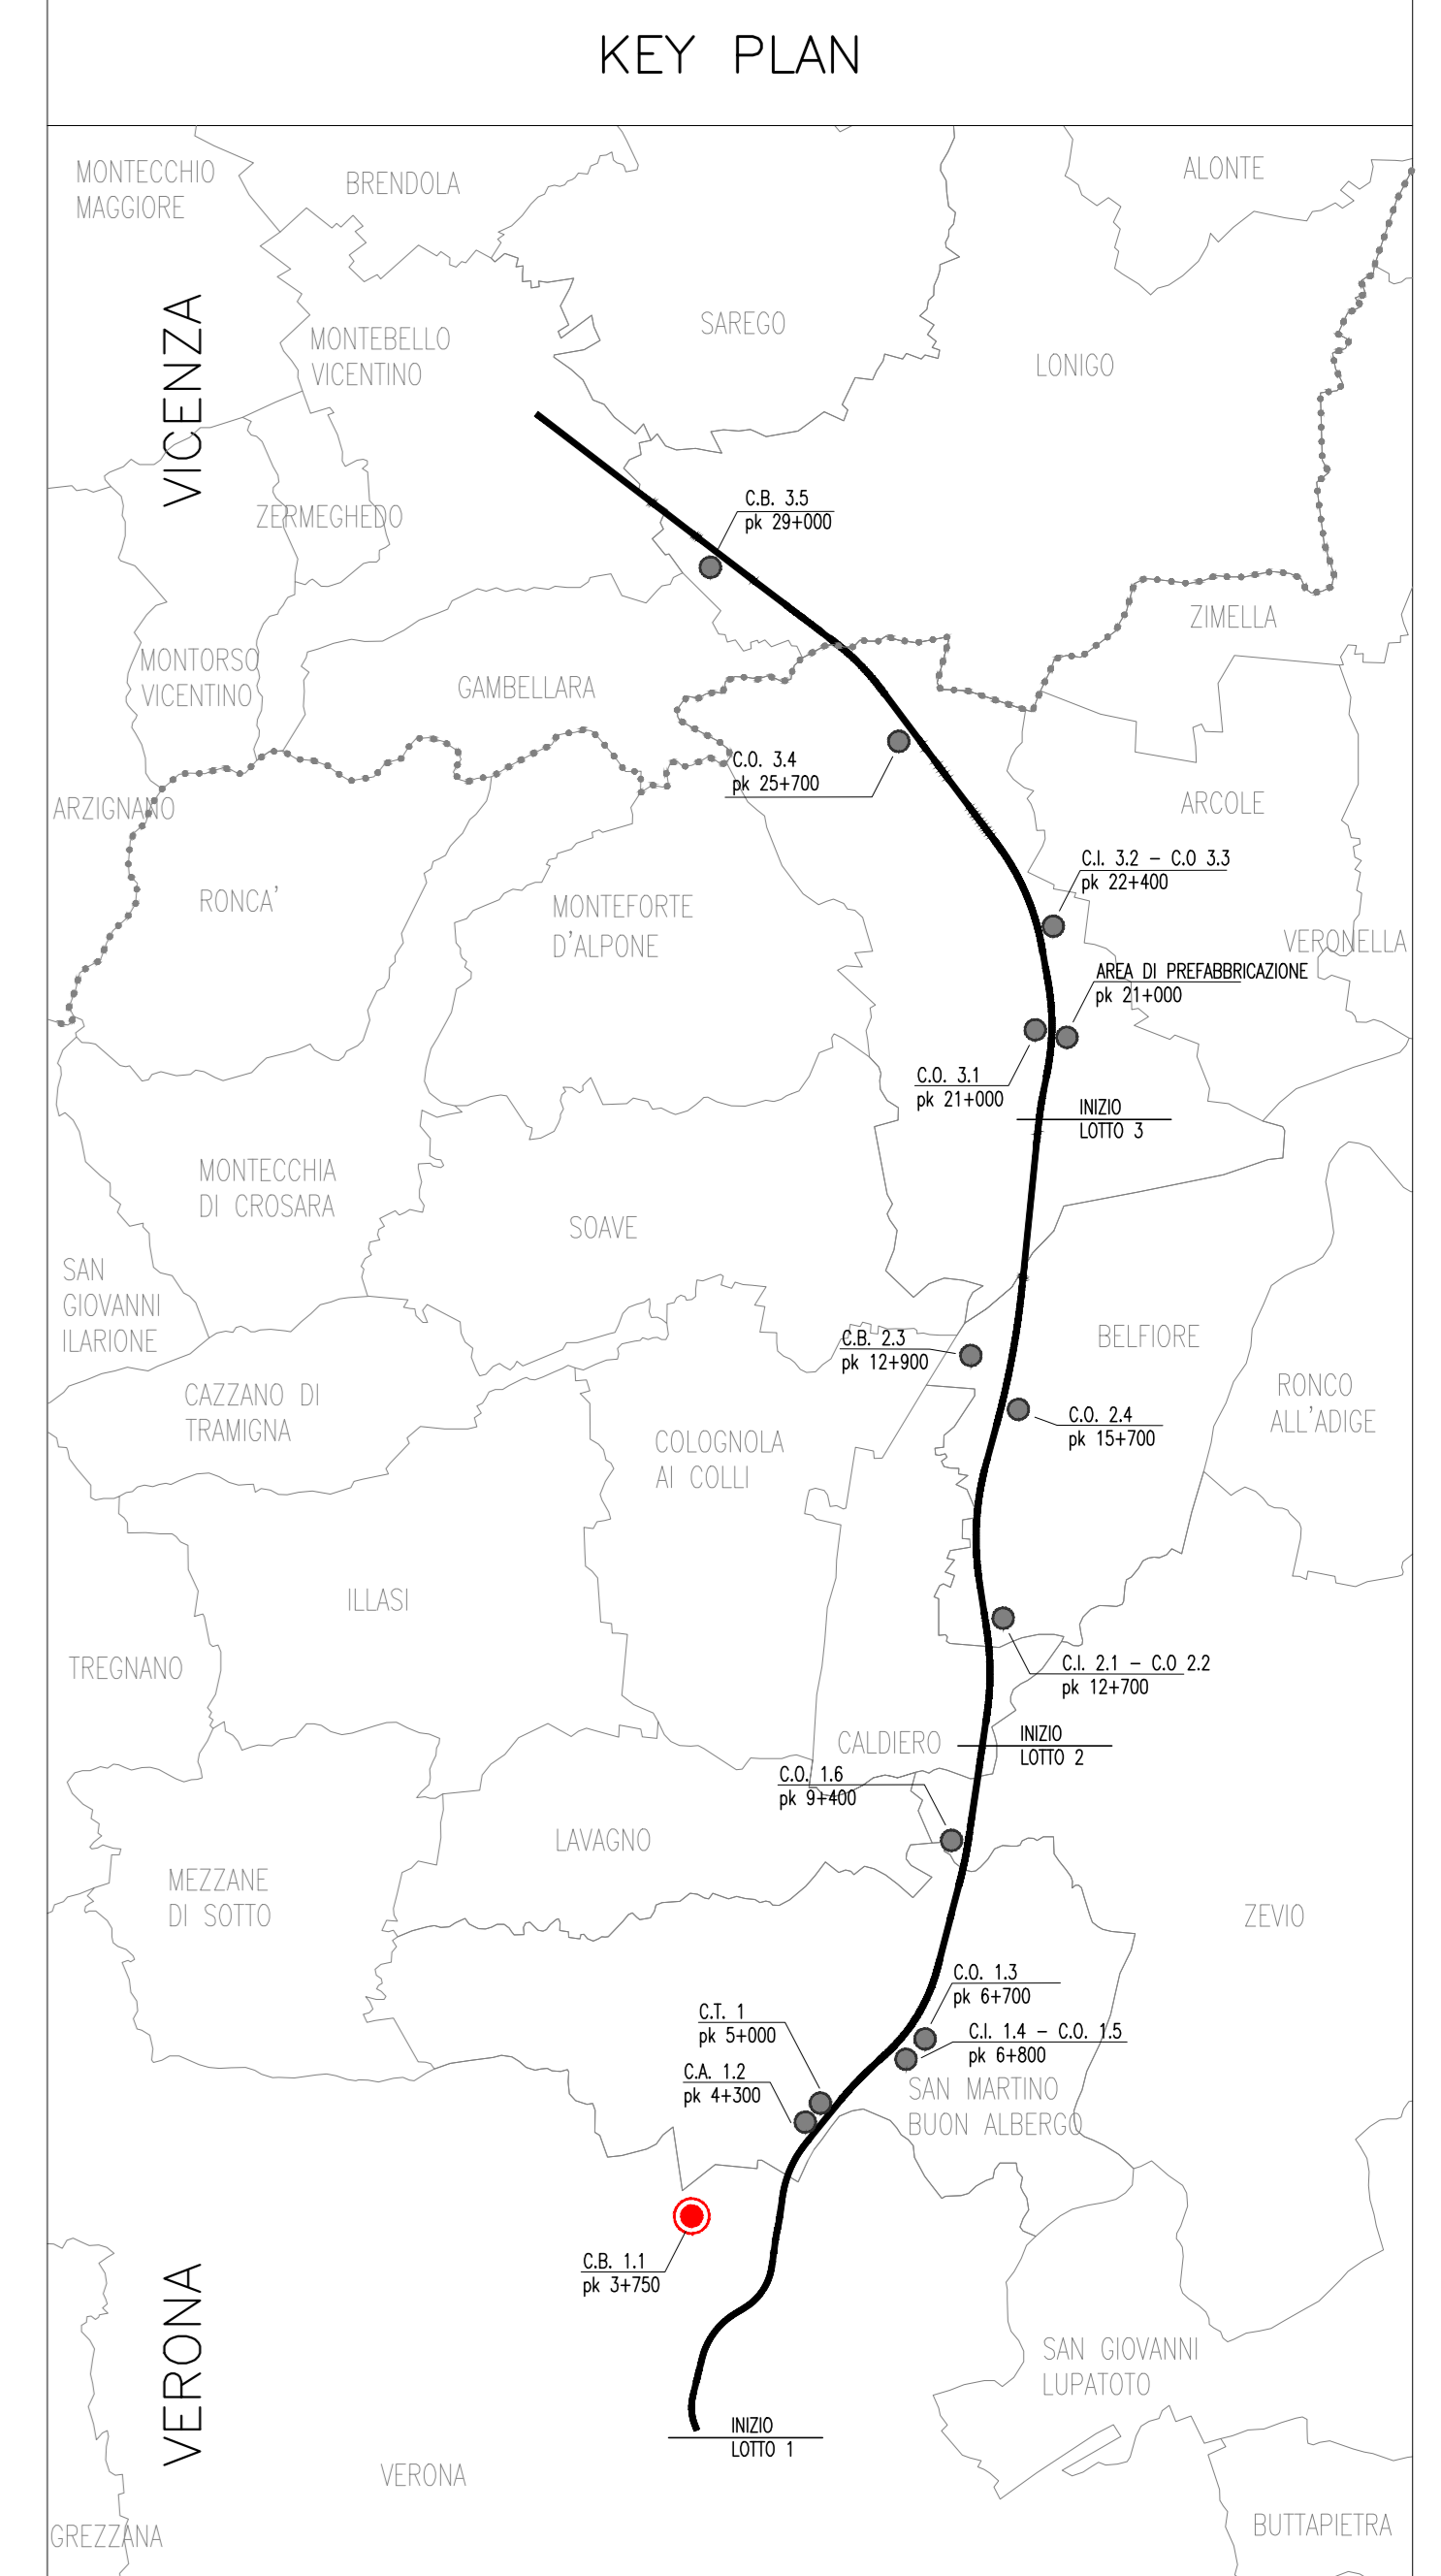 KEY PLAN
MONTECCHIO
MAGGIORE
BRENDOLA
ALONTE
VICENZA
MONTEBELLO
VICENTINO
SAREGO
LONIGO
ZERMEGHEDO
C.B. 3.5
pk 29+000
ZIMELLA
MONTORSO
VICENTINO
GAMBELLARA
C.O. 3.4
pk 25+700
ARZIGNANO
ARCOLE
RONCA'
MONTEFORTE
D'ALPONE
C.I. 3.2 - C.O 3.3
pk 22+400
VERONELLA
AREA DI PREFABBRICAZIONE
pk 21+000
C.O. 3.1
pk 21+000
INIZIO
LOTTO 3
MONTECCHIA
DI CROSARA
SOAVE
SAN
GIOVANNI
ILARIONE
C.B. 2.3
pk 12+900
BELFIORE
CAZZANO DI
TRAMIGNA
RONCO
ALL'ADIGE
C.O. 2.4
pk 15+700
COLOGNOLA
AI COLLI
ILLASI
TREGNANO
C.I. 2.1 - C.O 2.2
pk 12+700
CALDIERO
INIZIO
LOTTO 2
C.O. 1.6
pk 9+400
LAVAGNO
MEZZANE
DI SOTTO
ZEVIO
C.O. 1.3
pk 6+700
C.T. 1
pk 5+000
C.I. 1.4 - C.O. 1.5
pk 6+800
C.A. 1.2
pk 4+300
SAN MARTINO
BUON ALBERGO
C.B. 1.1
pk 3+750
VERONA
SAN GIOVANNI
LUPATOTO
INIZIO
LOTTO 1
VERONA
GREZZANA
BUTTAPIETRA